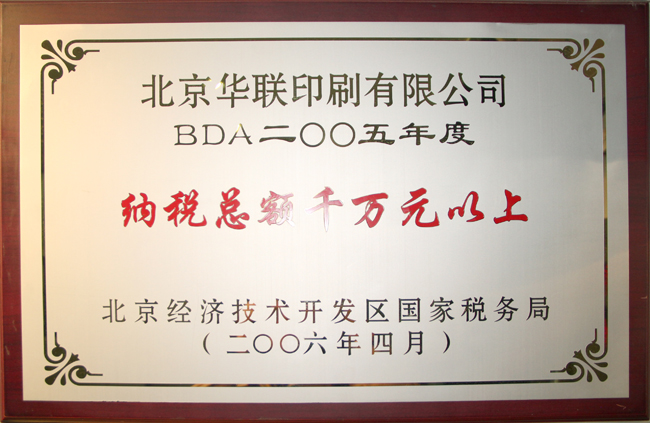 北京华联印刷有限公司
BDA二〇〇五年度
纳税总额千万元以上
北京经济技术开发区国家税务局
（二〇〇六年四月）